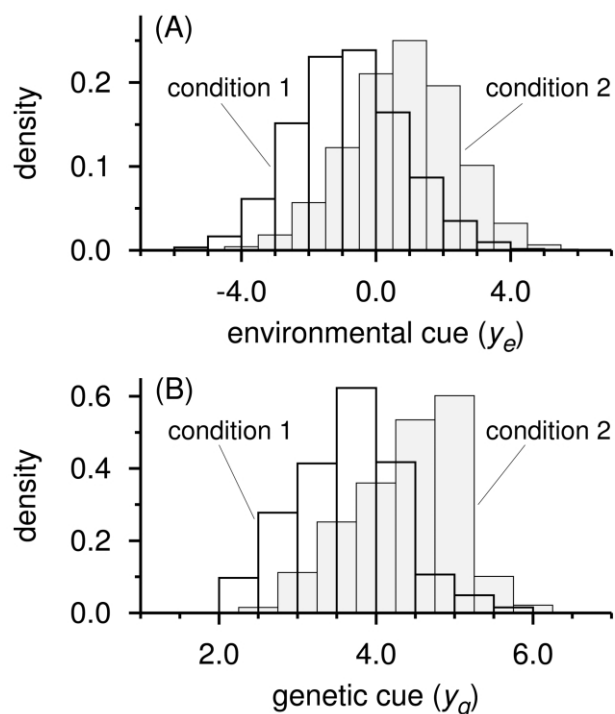 (A)
condition 1
condition 2
density
0.2
0.1
0.0
-4.0 0.0 4.0
environmental cue (ye)
(B)
condition 1
condition 2
density
0.6
0.4
0.2
0.0
2.0 4.0 6.0
genetic cue (yg)